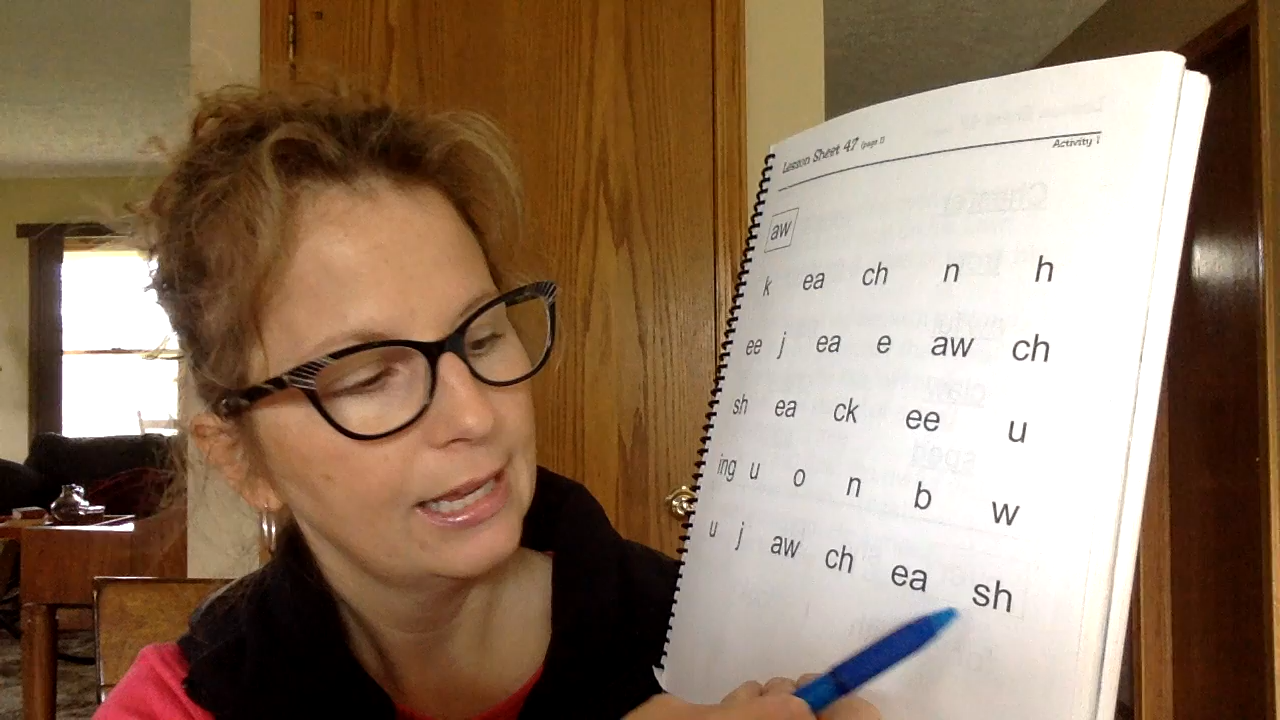 Lesson Sheet 47 (page 1)
Activity 1
aw
k ea ch n h
ee j ea e aw ch
sh ea ck ee u
ing u o n b w
u j aw ch ea sh